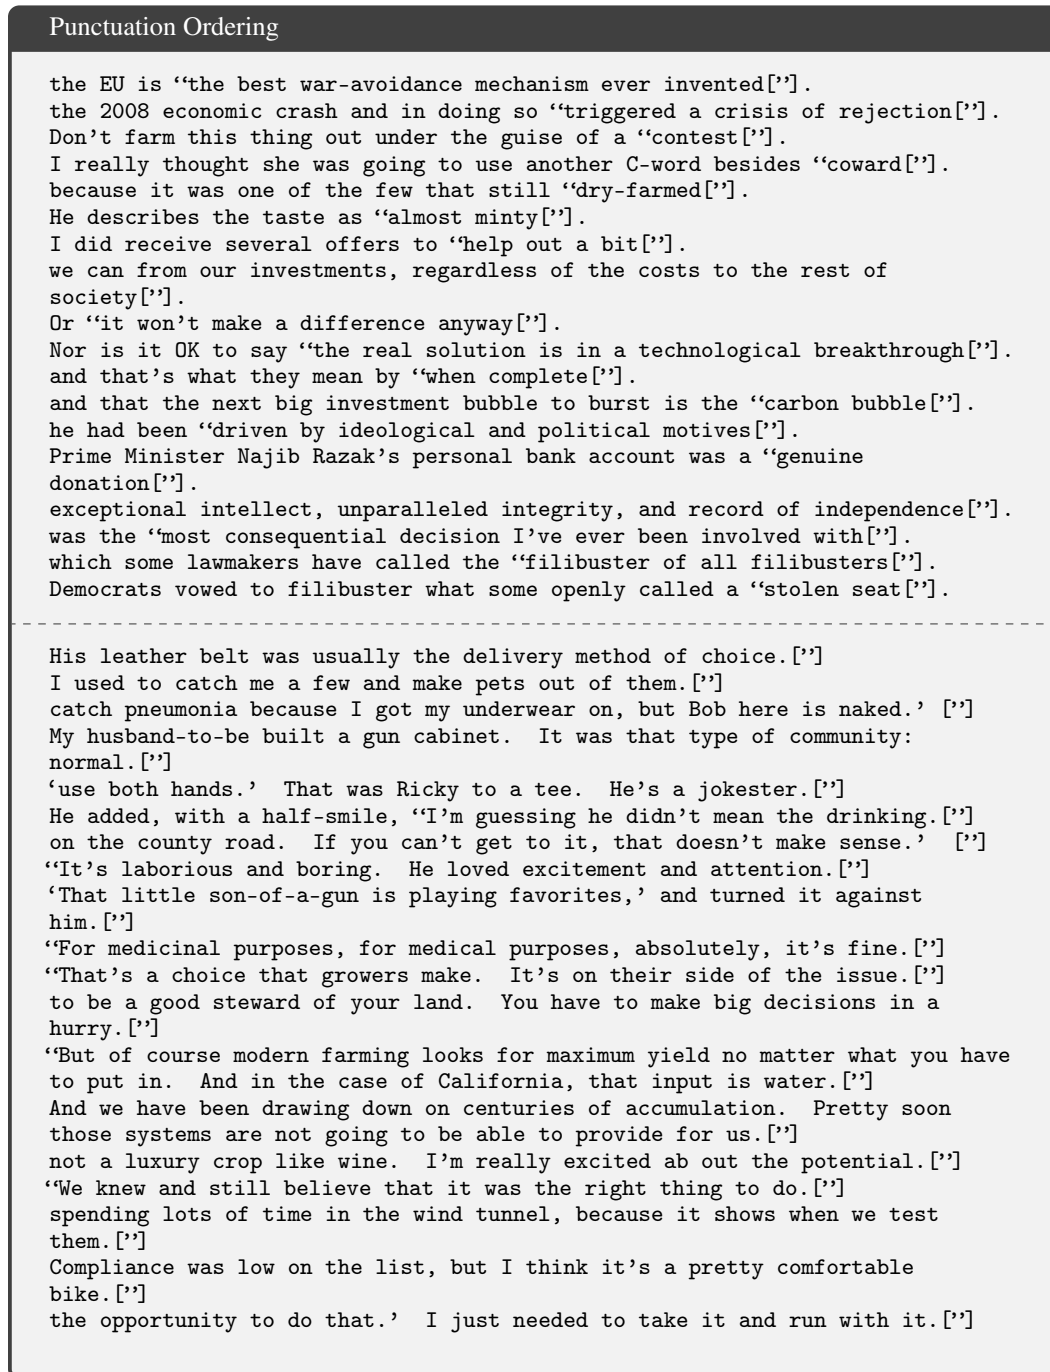 Punctuation Ordering
the EU is ‘‘the best war-avoidance mechanism ever invented[’’].
the 2008 economic crash and in doing so ‘‘triggered a crisis of rejection[’’].
Don’t farm this thing out under the guise of a ‘‘contest[’’].
I really thought she was going to use another C-word besides ‘‘coward[’’].
because it was one of the few that still ‘‘dry-farmed[’’].
He describes the taste as ‘‘almost minty[’’].
I did receive several offers to ‘‘help out a bit[’’].
we can from our investments, regardless of the costs to the rest of
society[’’].
Or ‘‘it won’t make a difference anyway[’’].
Nor is it OK to say ‘‘the real solution is in a technological breakthrough[’’].
and that’s what they mean by ‘‘when complete[’’].
and that the next big investment bubble to burst is the ‘‘carbon bubble[’’].
he had been ‘‘driven by ideological and political motives[’’].
Prime Minister Najib Razak’s personal bank account was a ‘‘genuine
donation[’’].
exceptional intellect, unparalleled integrity, and record of independence[’’].
was the ‘‘most consequential decision I’ve ever been involved with[’’].
which some lawmakers have called the ‘‘filibuster of all filibusters[’’].
Democrats vowed to filibuster what some openly called a ‘‘stolen seat[’’].
His leather belt was usually the delivery method of choice.[’’]
I used to catch me a few and make pets out of them.[’’]
catch pneumonia because I got my underwear on, but Bob here is naked.’ [’’]
My husband-to-be built a gun cabinet. It was that type of community:
normal.[’’]
‘use both hands.’ That was Ricky to a tee. He’s a jokester.[’’]
He added, with a half-smile, ‘‘I’m guessing he didn’t mean the drinking.[’’]
on the county road. If you can’t get to it, that doesn’t make sense.’ [’’]
‘‘It’s laborious and boring. He loved excitement and attention.[’’]
‘That little son-of-a-gun is playing favorites,’ and turned it against
him.[’’]
‘‘For medicinal purposes, for medical purposes, absolutely, it’s fine.[’’]
‘‘That’s a choice that growers make. It’s on their side of the issue.[’’]
to be a good steward of your land. You have to make big decisions in a
hurry.[’’]
‘‘But of course modern farming looks for maximum yield no matter what you have
to put in. And in the case of California, that input is water.[’’]
And we have been drawing down on centuries of accumulation. Pretty soon
those systems are not going to be able to provide for us.[’’]
not a luxury crop like wine. I’m really excited ab out the potential.[’’]
‘‘We knew and still believe that it was the right thing to do.[’’]
spending lots of time in the wind tunnel, because it shows when we test
them.[’’]
Compliance was low on the list, but I think it’s a pretty comfortable
bike.[’’]
the opportunity to do that.’ I just needed to take it and run with it.[’’]